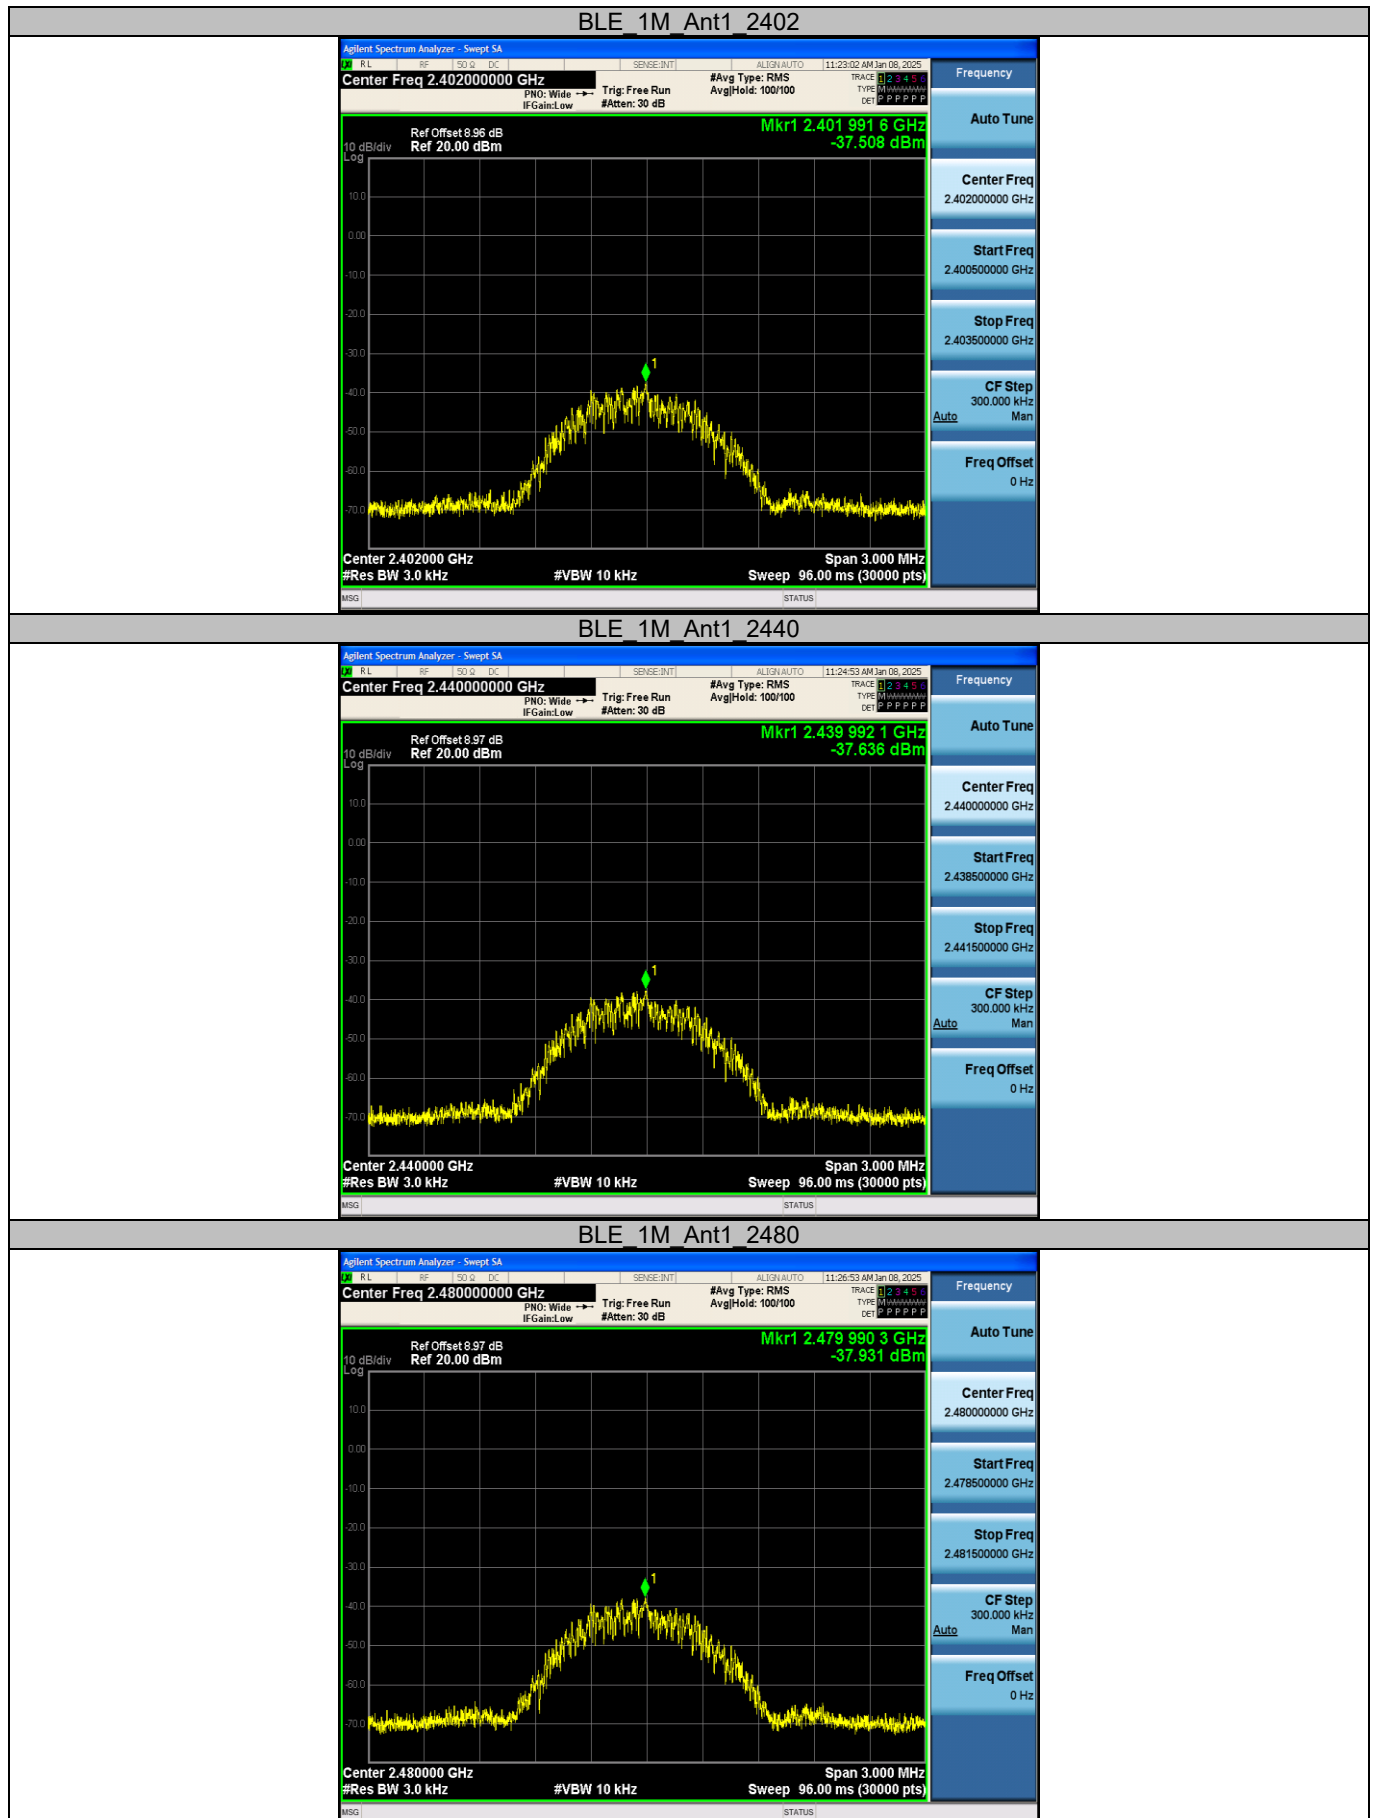 BLE_1M_Ant1_2402
Agilent Spectrum Analyzer - Swept SA
RL RF 50 Ω DC SENSE:INT ALIGN AUTO 11:23:02 AM Jan 08, 2025
Center Freq 2.402000000 GHz
PNO: Wide
IFGain:Low
Trig: Free Run
#Atten: 30 dB
#Avg Type: RMS
Avg|Hold: 100/100
TRACE 1 2 3 4 5 6
TYPE M
DET P P P P P P
Frequency
Mkr1 2.401 991 6 GHz
-37.508 dBm
Ref Offset 8.96 dB
10 dB/div Ref 20.00 dBm
Log
10.0
0.00
-10.0
-20.0
-30.0
-40.0
-50.0
-60.0
-70.0
1
Center 2.402000 GHz Span 3.000 MHz
#Res BW 3.0 kHz #VBW 10 kHz Sweep 96.00 ms (30000 pts)
MSG STATUS
Auto Tune
Center Freq
2.402000000 GHz
Start Freq
2.400500000 GHz
Stop Freq
2.403500000 GHz
CF Step
300.000 kHz
Auto Man
Freq Offset
0 Hz
BLE_1M_Ant1_2440
Agilent Spectrum Analyzer - Swept SA
RL RF 50 Ω DC SENSE:INT ALIGN AUTO 11:24:53 AM Jan 08, 2025
Center Freq 2.440000000 GHz
PNO: Wide
IFGain:Low
Trig: Free Run
#Atten: 30 dB
#Avg Type: RMS
Avg|Hold: 100/100
TRACE 1 2 3 4 5 6
TYPE M
DET P P P P P P
Frequency
Mkr1 2.439 992 1 GHz
-37.636 dBm
Ref Offset 8.97 dB
10 dB/div Ref 20.00 dBm
Log
10.0
0.00
-10.0
-20.0
-30.0
-40.0
-50.0
-60.0
-70.0
1
Center 2.440000 GHz Span 3.000 MHz
#Res BW 3.0 kHz #VBW 10 kHz Sweep 96.00 ms (30000 pts)
MSG STATUS
Auto Tune
Center Freq
2.440000000 GHz
Start Freq
2.438500000 GHz
Stop Freq
2.441500000 GHz
CF Step
300.000 kHz
Auto Man
Freq Offset
0 Hz
BLE_1M_Ant1_2480
Agilent Spectrum Analyzer - Swept SA
RL RF 50 Ω DC SENSE:INT ALIGN AUTO 11:26:53 AM Jan 08, 2025
Center Freq 2.480000000 GHz
PNO: Wide
IFGain:Low
Trig: Free Run
#Atten: 30 dB
#Avg Type: RMS
Avg|Hold: 100/100
TRACE 1 2 3 4 5 6
TYPE M
DET P P P P P P
Frequency
Mkr1 2.479 990 3 GHz
-37.931 dBm
Ref Offset 8.97 dB
10 dB/div Ref 20.00 dBm
Log
10.0
0.00
-10.0
-20.0
-30.0
-40.0
-50.0
-60.0
-70.0
1
Center 2.480000 GHz Span 3.000 MHz
#Res BW 3.0 kHz #VBW 10 kHz Sweep 96.00 ms (30000 pts)
MSG STATUS
Auto Tune
Center Freq
2.480000000 GHz
Start Freq
2.478500000 GHz
Stop Freq
2.481500000 GHz
CF Step
300.000 kHz
Auto Man
Freq Offset
0 Hz